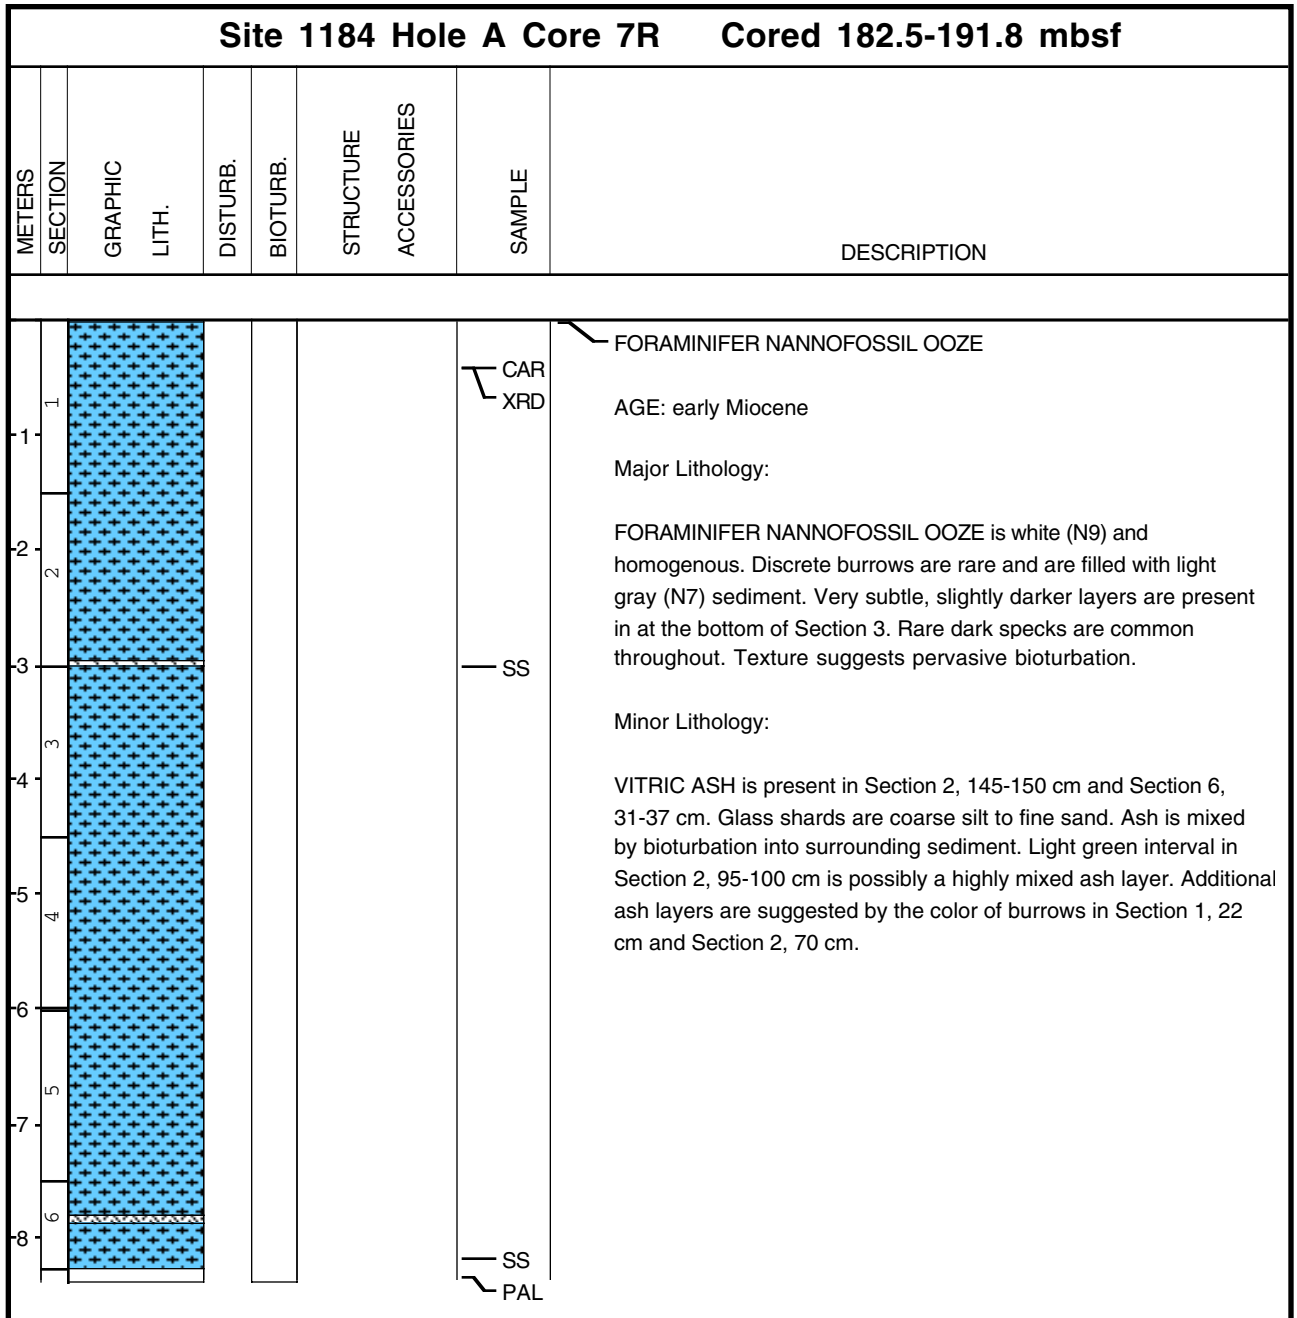 Site 1184 Hole A Core 7R Cored 182.5-191.8 mbsf
METERS
SECTION
GRAPHIC
LITH.
DISTURB.
BIOTURB.
STRUCTURE
ACCESSORIES
SAMPLE
DESCRIPTION
FORAMINIFER NANNOFOSSIL OOZE
CAR
XRD
AGE: early Miocene
1
1
Major Lithology:
FORAMINIFER NANNOFOSSIL OOZE is white (N9) and
2
homogenous. Discrete burrows are rare and are filled with light
2
gray (N7) sediment. Very subtle, slightly darker layers are present
in at the bottom of Section 3. Rare dark specks are common
throughout. Texture suggests pervasive bioturbation.
3
SS
Minor Lithology:
3
4
VITRIC ASH is present in Section 2, 145-150 cm and Section 6,
31-37 cm. Glass shards are coarse silt to fine sand. Ash is mixed
by bioturbation into surrounding sediment. Light green interval in
Section 2, 95-100 cm is possibly a highly mixed ash layer. Additional
5
4
ash layers are suggested by the color of burrows in Section 1, 22
cm and Section 2, 70 cm.
6
5
7
6
8
SS
PAL